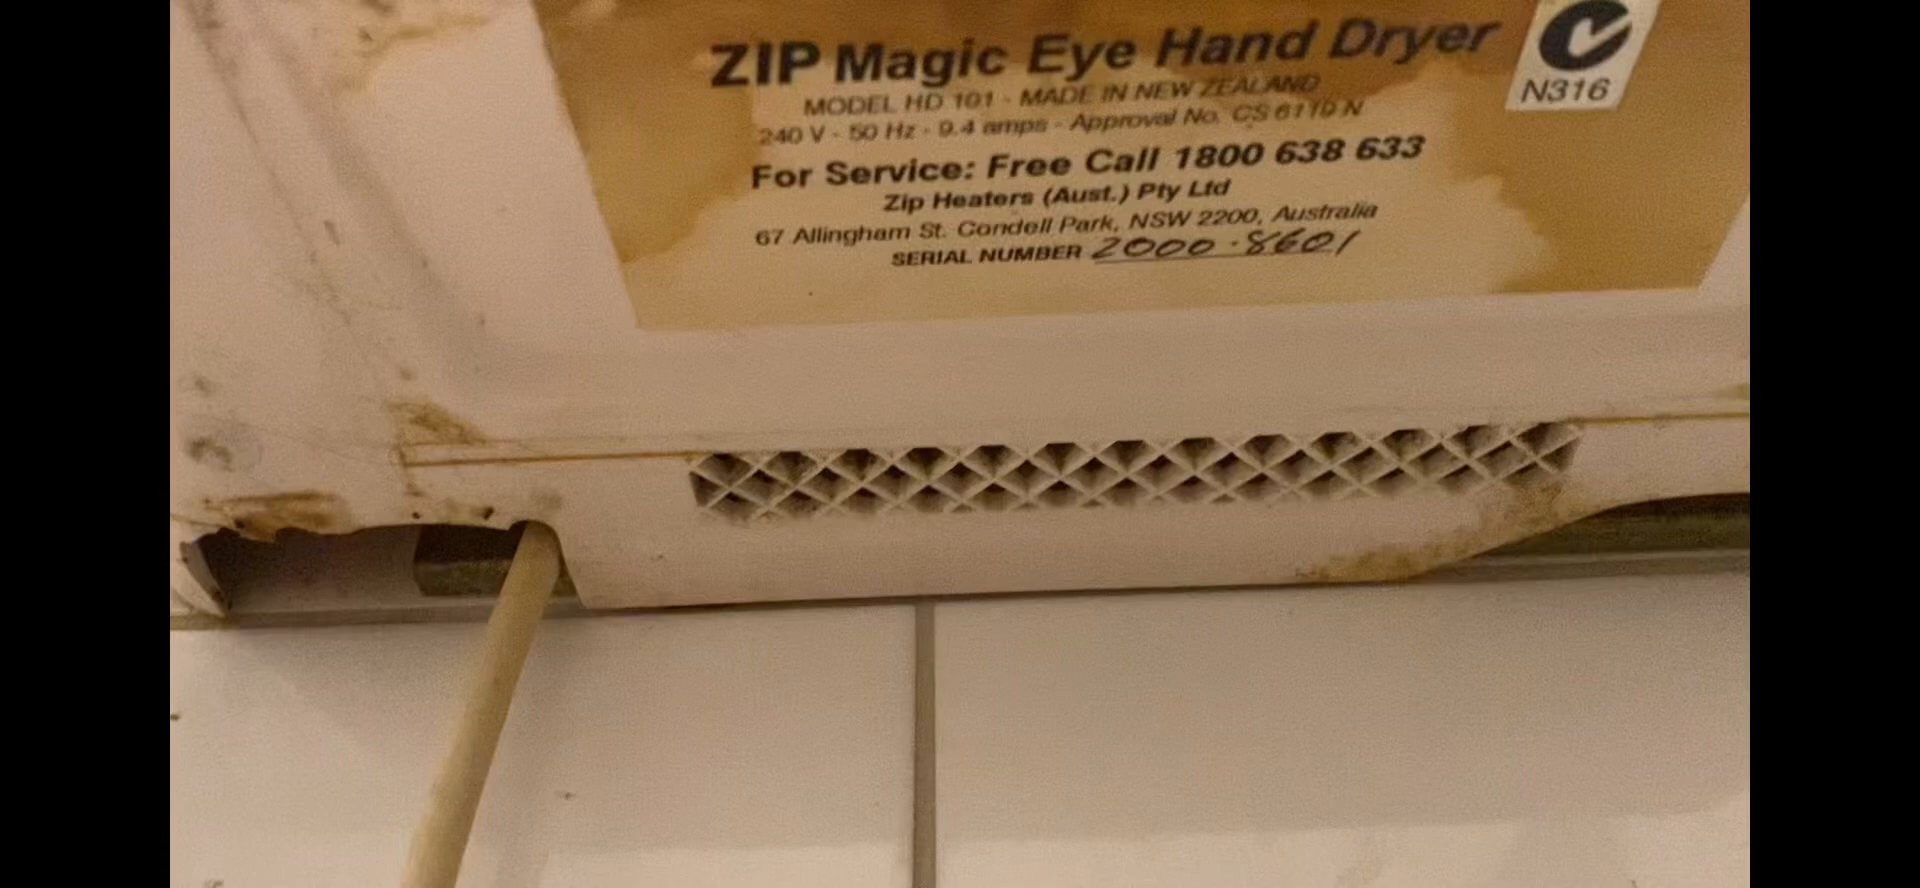 ZIP Magic Eye Hand Dryer
MODEL HD 101 - MADE IN NEW ZEALAND
240 V - 50 Hz - 9.4 amps - Approval No. CS 6119 N
For Service: Free Call 1800 638 633
Zip Heaters (Aust.) Pty Ltd
67 Allingham St. Condell Park, NSW 2200, Australia
SERIAL NUMBER 2000-8601
N316